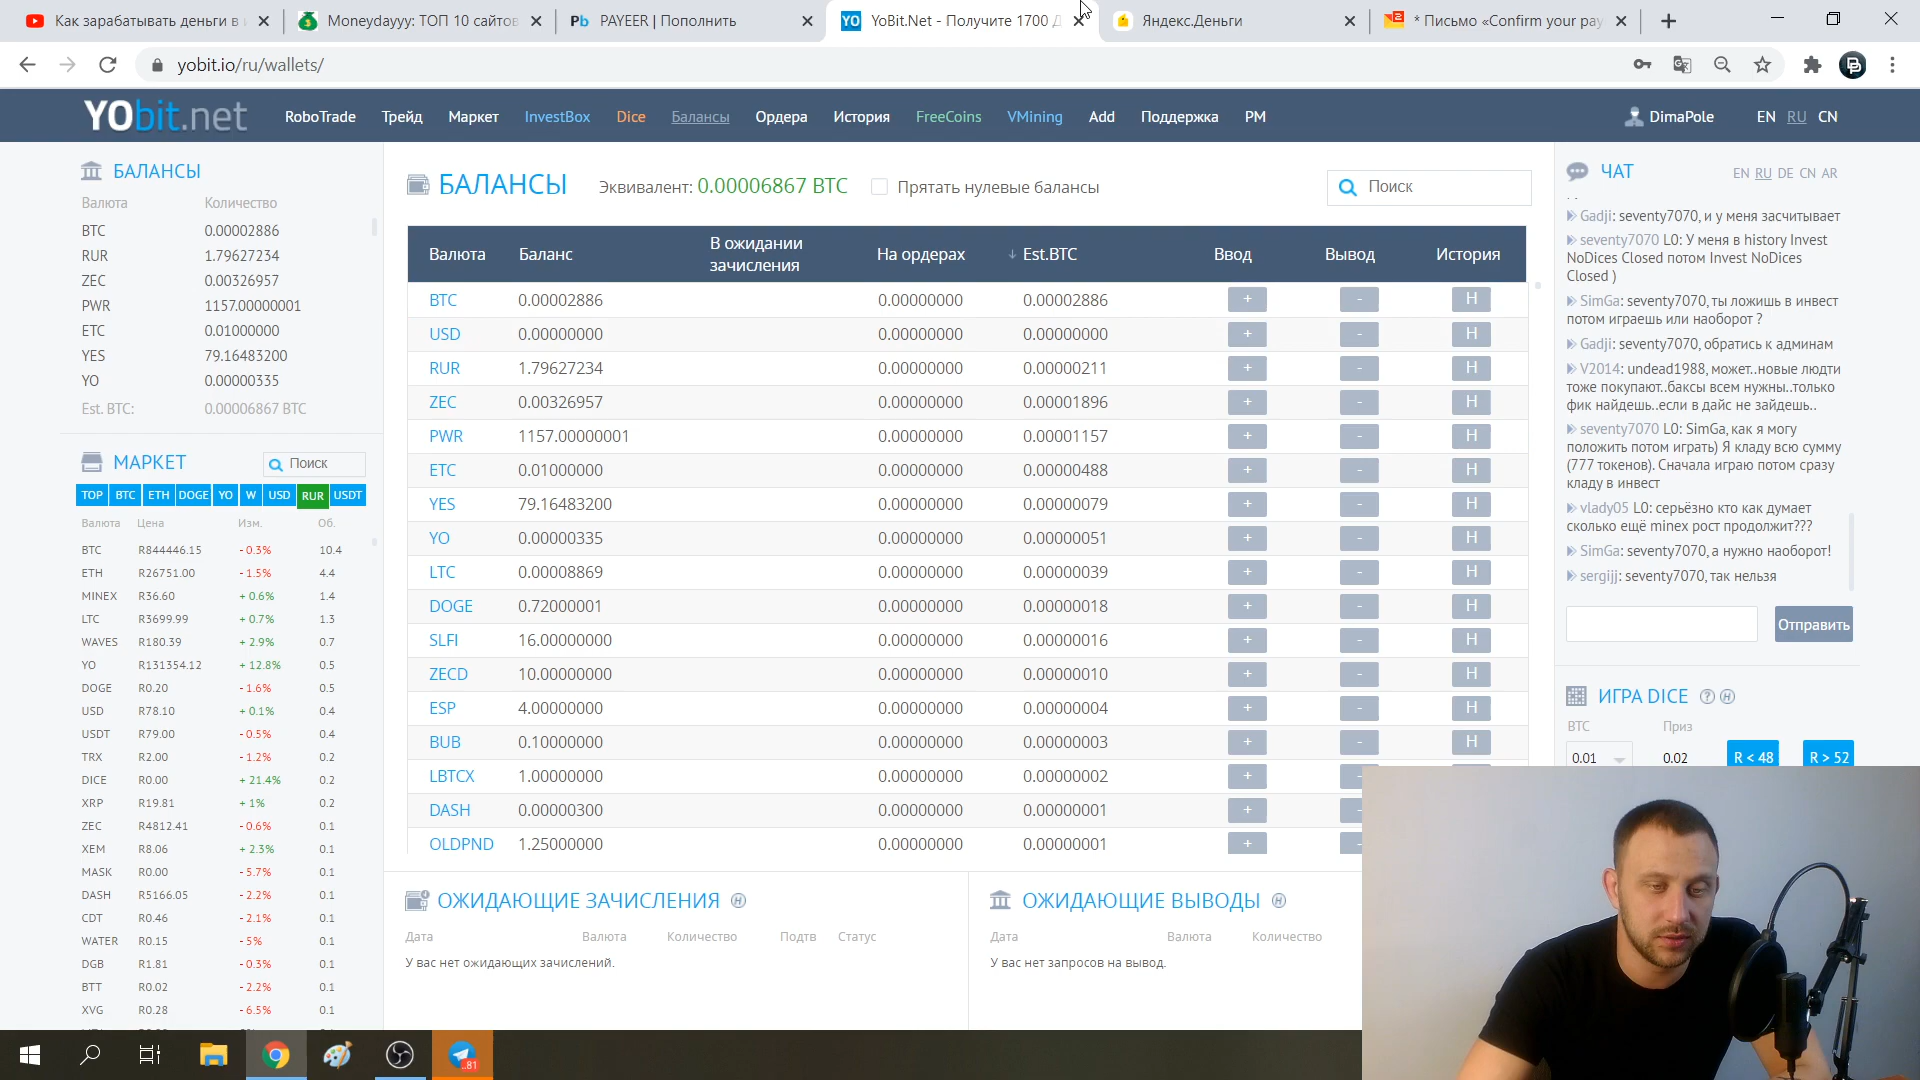 Как зарабатывать деньги в
Moneydayyy: ТОП 10 сайтов
Pb PAYEER | Пополнить
YO YoBit.Net - Получите 1700 Д
Яндекс.Деньги
* Письмо «Confirm your pay
yobit.io/ru/wallets/
YObit.net
RoboTrade Трейд Маркет InvestBox Dice Балансы Ордера История FreeCoins VMining Add Поддержка PM
DimaPole
EN RU CN
БАЛАНСЫ
Валюта Количество
BTC 0.00002886
RUR 1.79627234
ZEC 0.00326957
PWR 1157.00000001
ETC 0.01000000
YES 79.16483200
YO 0.00000335
Est. BTC: 0.00006867 BTC
МАРКЕТ Поиск
TOP BTC ETH DOGE YO W USD RUR USDT
Валюта Цена Изм. Об.
BTC R844446.15 - 0.3% 10.4
ETH R26751.00 - 1.5% 4.4
MINEX R36.60 + 0.6% 1.4
LTC R3699.99 + 0.7% 1.3
WAVES R180.39 + 2.9% 0.7
YO R131354.12 + 12.8% 0.5
DOGE R0.20 - 1.6% 0.5
USD R78.10 + 0.1% 0.4
USDT R79.00 - 0.5% 0.4
TRX R2.00 - 1.2% 0.2
DICE R0.00 + 21.4% 0.2
XRP R19.81 + 1% 0.2
ZEC R4812.41 - 0.6% 0.1
XEM R8.06 + 2.3% 0.1
MASK R0.00 - 5.7% 0.1
DASH R5166.05 - 2.2% 0.1
CDT R0.46 - 2.1% 0.1
WATER R0.15 - 5% 0.1
DGB R1.81 - 0.3% 0.1
BTT R0.02 - 2.2% 0.1
XVG R0.28 - 6.5% 0.1
БАЛАНСЫ Эквивалент: 0.00006867 BTC Прятать нулевые балансы Поиск
Валюта Баланс В ожидании зачисления На ордерах ↓ Est.BTC Ввод Вывод История
BTC 0.00002886 0.00000000 0.00002886 + - H
USD 0.00000000 0.00000000 0.00000000 + - H
RUR 1.79627234 0.00000000 0.00000211 + - H
ZEC 0.00326957 0.00000000 0.00001896 + - H
PWR 1157.00000001 0.00000000 0.00001157 + - H
ETC 0.01000000 0.00000000 0.00000488 + - H
YES 79.16483200 0.00000000 0.00000079 + - H
YO 0.00000335 0.00000000 0.00000051 + - H
LTC 0.00008869 0.00000000 0.00000039 + - H
DOGE 0.72000001 0.00000000 0.00000018 + - H
SLFI 16.00000000 0.00000000 0.00000016 + - H
ZECD 10.00000000 0.00000000 0.00000010 + - H
ESP 4.00000000 0.00000000 0.00000004 + - H
BUB 0.10000000 0.00000000 0.00000003 + - H
LBTCX 1.00000000 0.00000000 0.00000002 + -
DASH 0.00000300 0.00000000 0.00000001 + -
OLDPND 1.25000000 0.00000000 0.00000001 + -
ОЖИДАЮЩИЕ ЗАЧИСЛЕНИЯ H
Дата Валюта Количество Подтв Статус
У вас нет ожидающих зачислений.
ОЖИДАЮЩИЕ ВЫВОДЫ H
Дата Валюта Количество
У вас нет запросов на вывод.
ЧАТ EN RU DE CN AR
Gadji: seventy7070, и у меня засчитывает
seventy7070 L0: У меня в history Invest
NoDices Closed потом Invest NoDices
Closed )
SimGa: seventy7070, ты ложишь в инвест
потом играешь или наоборот ?
Gadji: seventy7070, обратись к админам
V2014: undead1988, может..новые людти
тоже покупают..баксы всем нужны..только
фик найдешь..если в дайс не зайдешь..
seventy7070 L0: SimGa, как я могу
положить потом играть) Я кладу всю сумму
(777 токенов). Сначала играю потом сразу
кладу в инвест
vlady05 L0: серьёзно кто как думает
сколько ещё minex рост продолжит???
SimGa: seventy7070, а нужно наоборот!
sergijj: seventy7070, так нельзя
Отправить
ИГРА DICE ? H
BTC Приз
0.01 0.02 R < 48 R > 52
..81